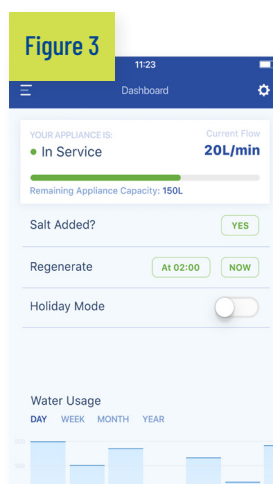 Figure 3
11:23
Dashboard
YOUR APPLIANCE IS: Current Flow
In Service 20L/min
Remaining Appliance Capacity: 150L
Salt Added? YES
Regenerate At 02:00 NOW
Holiday Mode
Water Usage
DAY WEEK MONTH YEAR